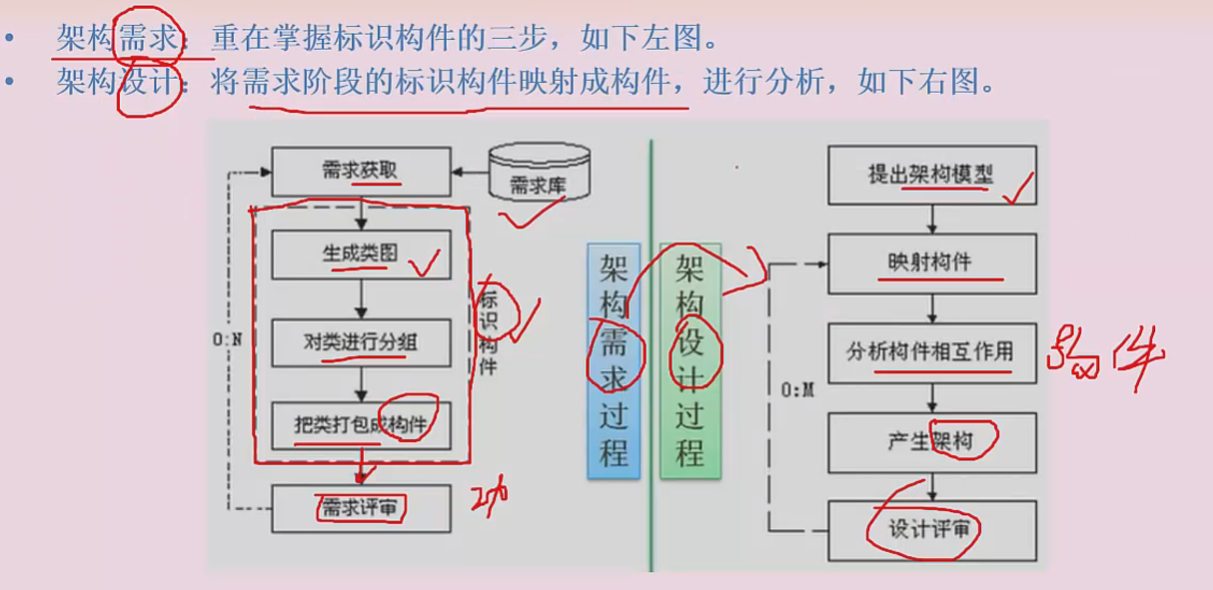 • 架构需求：重在掌握标识构件的三步，如下左图。
• 架构设计：将需求阶段的标识构件映射成构件，进行分析，如下右图。
需求获取
需求库
生成类图
对类进行分组
把类打包成构件
标识构件
0:N
需求评审
架构需求过程
架构设计过程
提出架构模型
映射构件
分析构件相互作用
0:M
产生架构
设计评审
构件